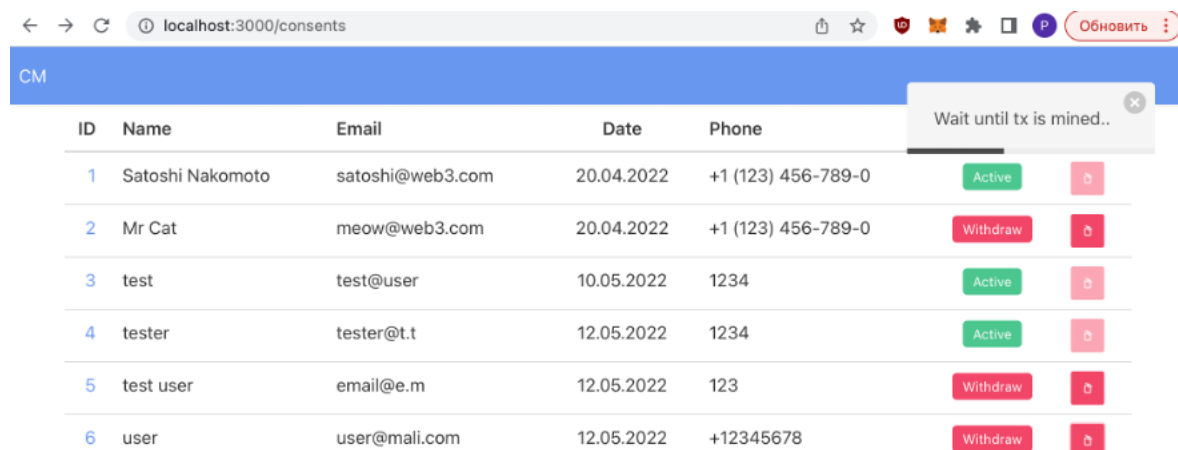 localhost:3000/consents P Обновить
CM
Wait until tx is mined..
ID Name Email Date Phone
1 Satoshi Nakomoto satoshi@web3.com 20.04.2022 +1 (123) 456-789-0 Active
2 Mr Cat meow@web3.com 20.04.2022 +1 (123) 456-789-0 Withdraw
3 test test@user 10.05.2022 1234 Active
4 tester tester@t.t 12.05.2022 1234 Active
5 test user email@e.m 12.05.2022 123 Withdraw
6 user user@mali.com 12.05.2022 +12345678 Withdraw